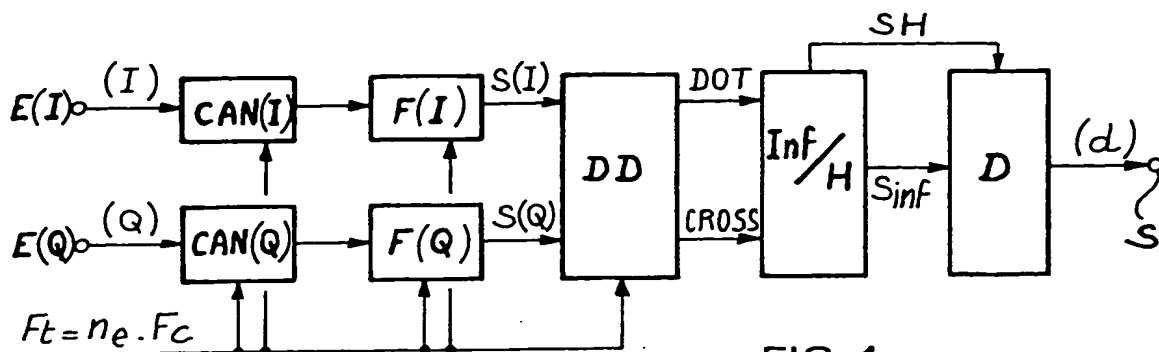 SH
(I) S(I) DOT (d)
E(I) CAN(I) F(I) DD Inf/H D
Sinf
(Q) S(Q) CROSS S
E(Q) CAN(Q) F(Q)
Ft = ne . Fc